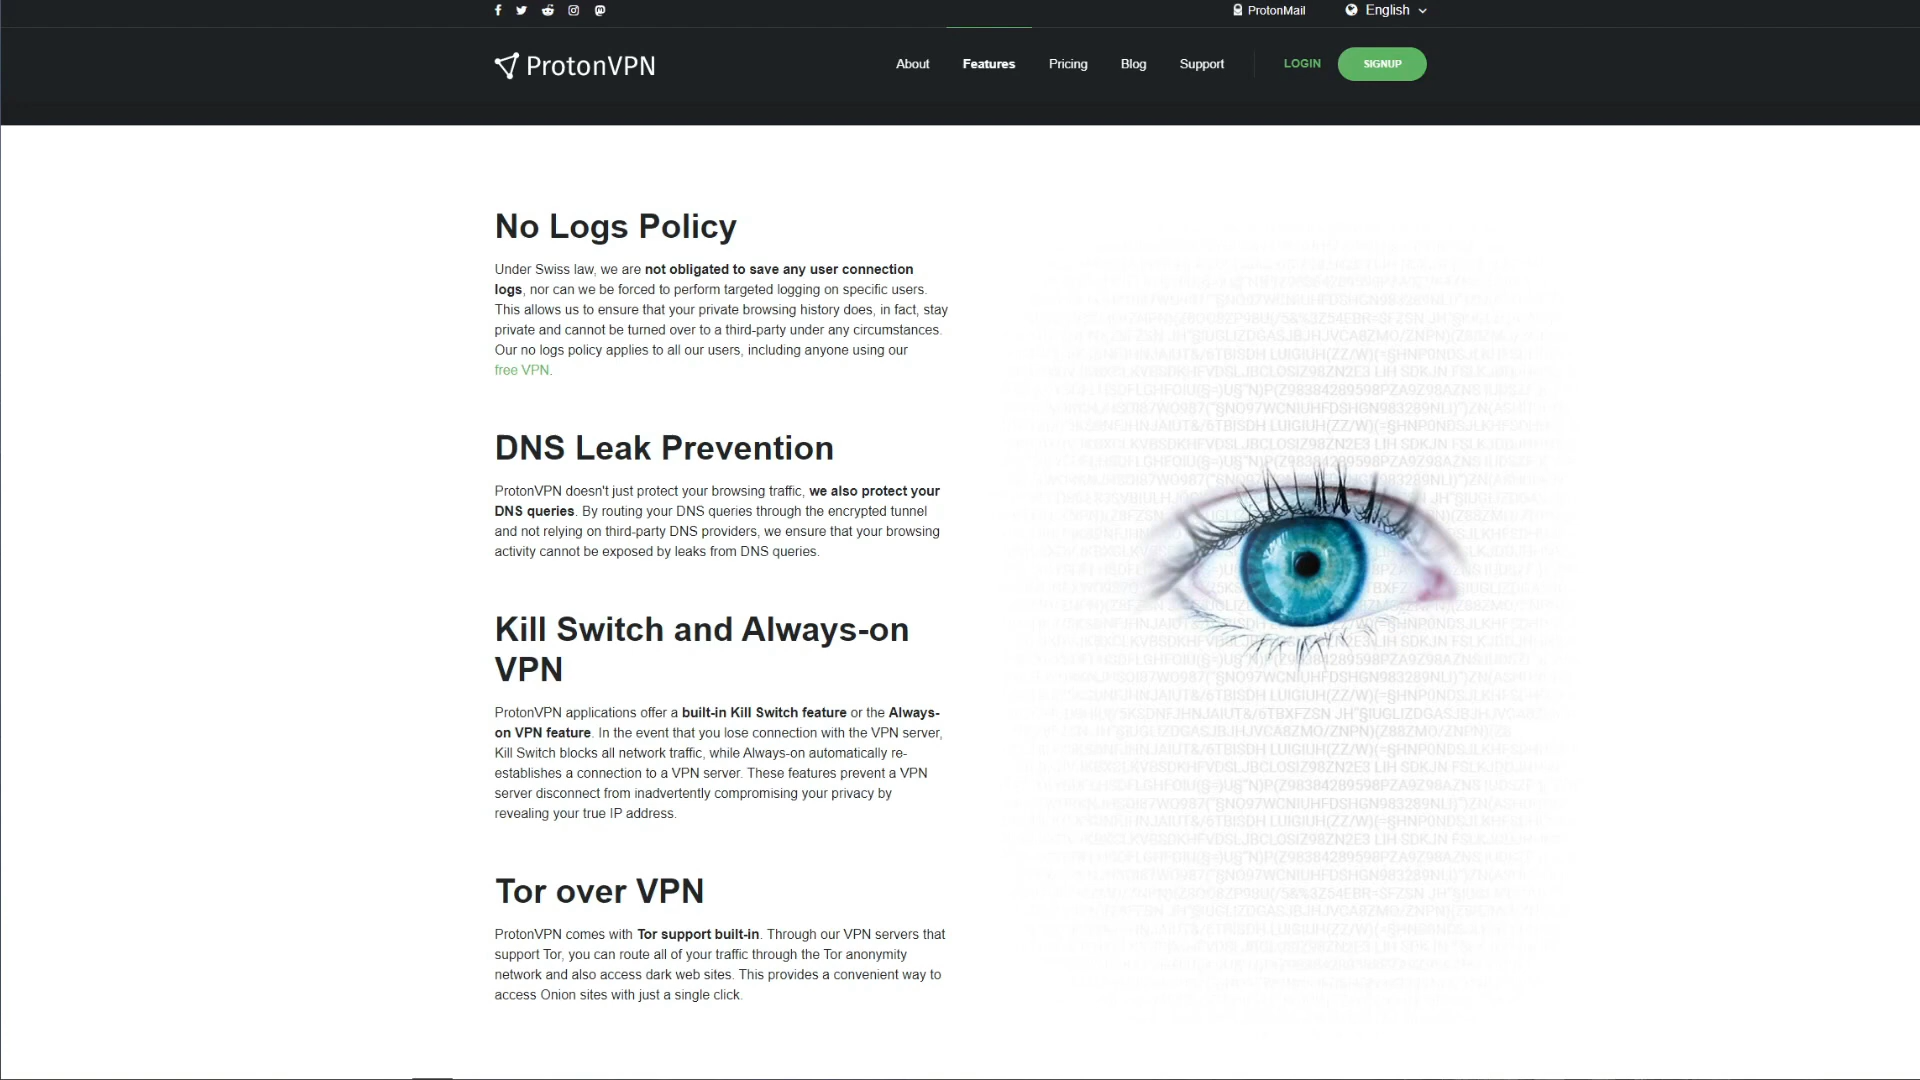 ProtonMail English
ProtonVPN
About Features Pricing Blog Support LOGIN SIGNUP
No Logs Policy
Under Swiss law, we are not obligated to save any user connection
logs, nor can we be forced to perform targeted logging on specific users.
This allows us to ensure that your private browsing history does, in fact, stay
private and cannot be turned over to a third-party under any circumstances.
Our no logs policy applies to all our users, including anyone using our
free VPN.
DNS Leak Prevention
ProtonVPN doesn't just protect your browsing traffic, we also protect your
DNS queries. By routing your DNS queries through the encrypted tunnel
and not relying on third-party DNS providers, we ensure that your browsing
activity cannot be exposed by leaks from DNS queries.
Kill Switch and Always-on
VPN
ProtonVPN applications offer a built-in Kill Switch feature or the Always-
on VPN feature. In the event that you lose connection with the VPN server,
Kill Switch blocks all network traffic, while Always-on automatically re-
establishes a connection to a VPN server. These features prevent a VPN
server disconnect from inadvertently compromising your privacy by
revealing your true IP address.
Tor over VPN
ProtonVPN comes with Tor support built-in. Through our VPN servers that
support Tor, you can route all of your traffic through the Tor anonymity
network and also access dark web sites. This provides a convenient way to
access Onion sites with just a single click.